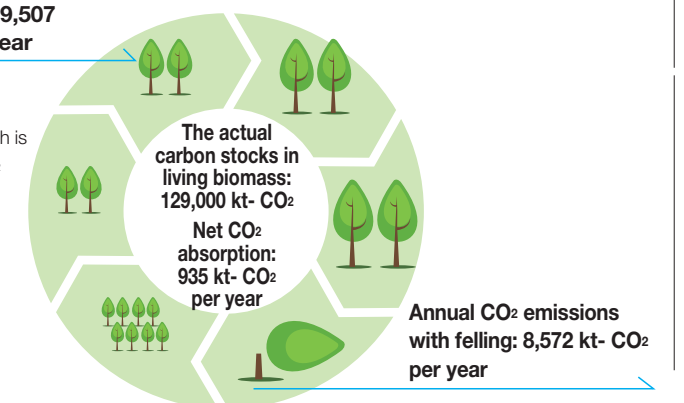 9,507
ear
h is
The actual
carbon stocks in
living biomass:
129,000 kt- CO2
Net CO2
absorption:
935 kt- CO2
per year
Annual CO2 emissions
with felling: 8,572 kt- CO2
per year